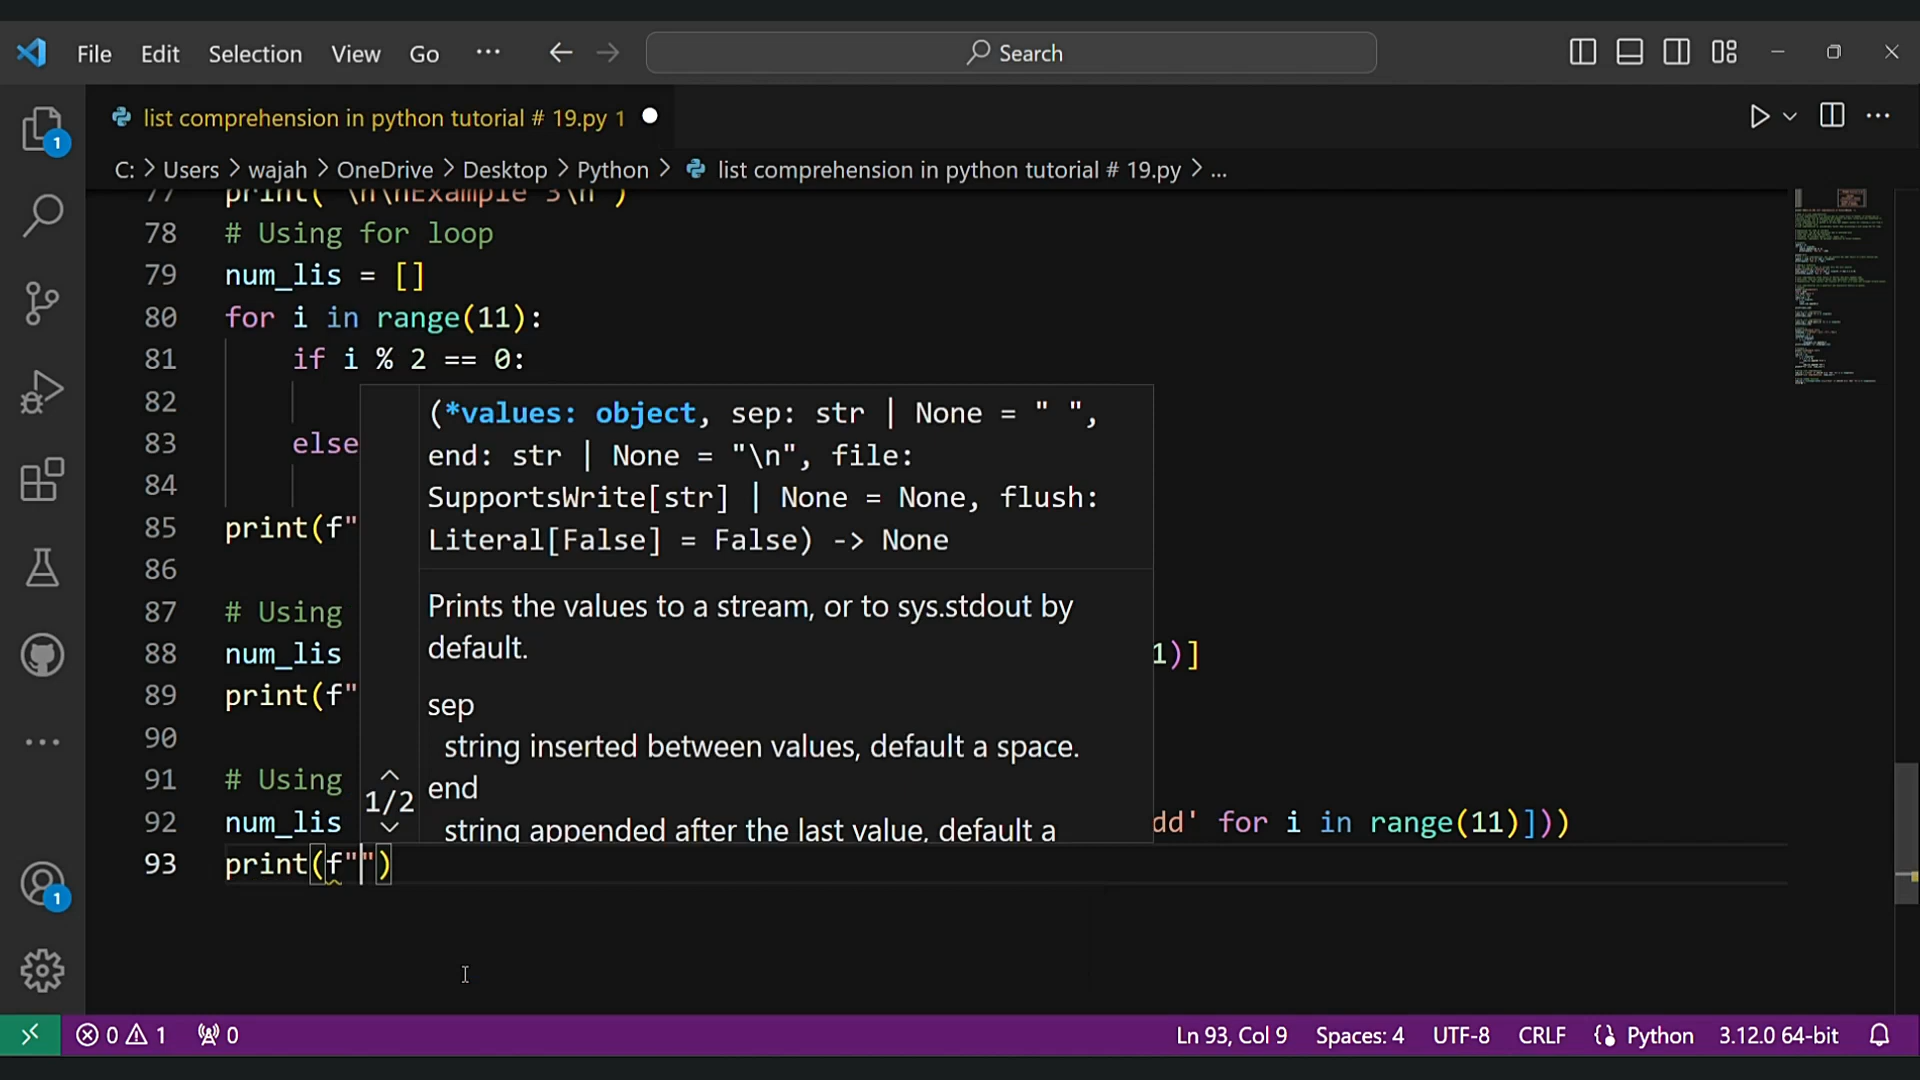 File Edit Selection View Go ··· Search
list comprehension in python tutorial # 19.py 1
C: > Users > wajah > OneDrive > Desktop > Python > list comprehension in python tutorial # 19.py > ...
77 print("\n\nExample 3\n")
78 # Using for loop
79 num_lis = []
80 for i in range(11):
81 if i % 2 == 0:
82
83 else
84
85 print(f"
86
87 # Using
88 num_lis 1)]
89 print(f"
90
91 # Using
92 num_lis dd' for i in range(11)]))
93 print(f"")
(*values: object, sep: str | None = " ",
end: str | None = "\n", file:
SupportsWrite[str] | None = None, flush:
Literal[False] = False) -> None
Prints the values to a stream, or to sys.stdout by
default.
sep
string inserted between values, default a space.
end
string appended after the last value, default a
1/2
1
1
0 1 0 Ln 93, Col 9 Spaces: 4 UTF-8 CRLF {} Python 3.12.0 64-bit